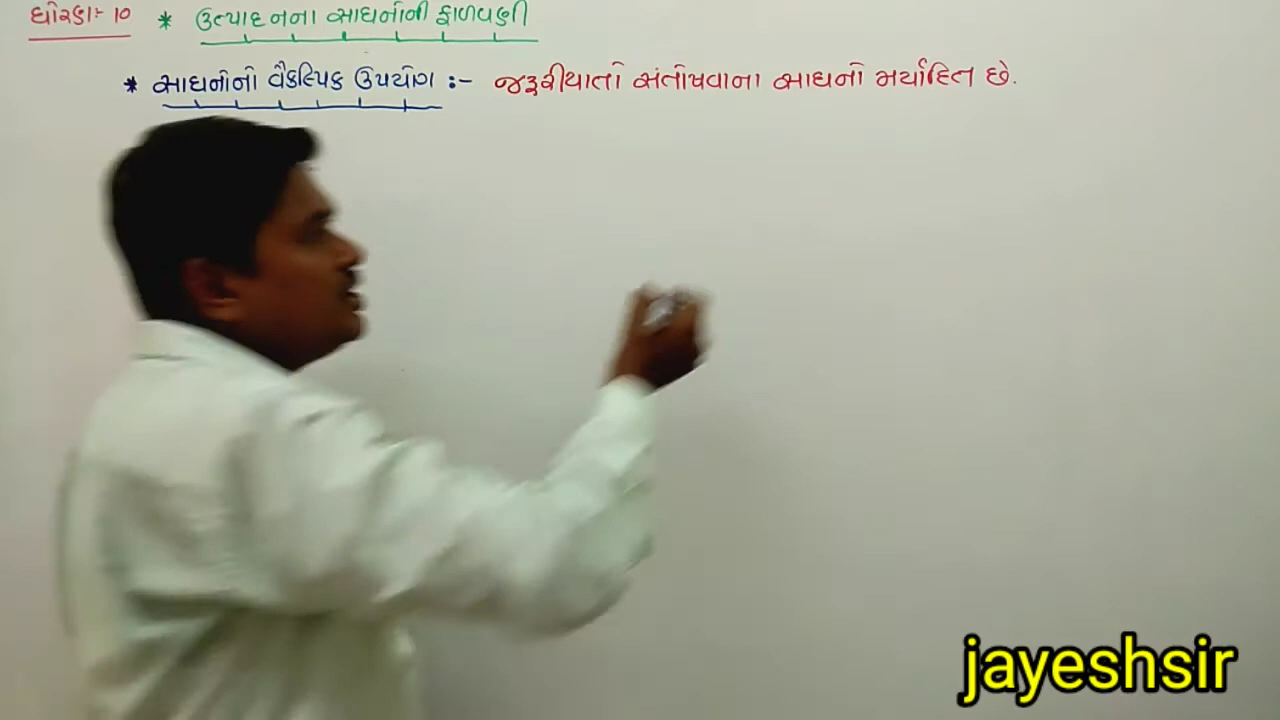 ધોરણ:- 10 * ઉત્પાદનના સાધનોની ફાળવણી
* સાધનોનો વૈકલ્પિક ઉપયોગ :- જરૂરીયાતો સંતોષવાના સાધનો મર્યાદિત છે.
jayeshsir